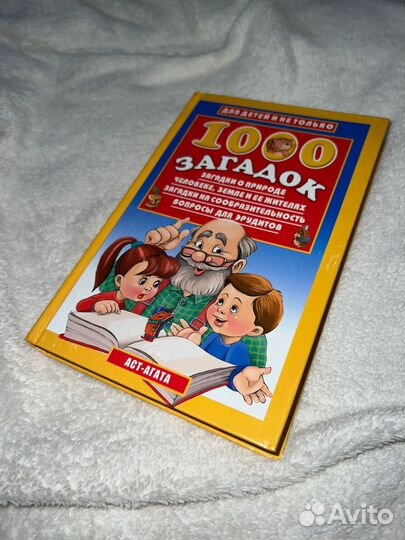 ДЛЯ ДЕТЕЙ И НЕ ТОЛЬКО
1000
ЗАГАДОК
ЗАГАДКИ О ПРИРОДЕ
ЧЕЛОВЕКЕ, ЗЕМЛЕ И ЕЕ ЖИТЕЛЯХ
ЗАГАДКИ НА СООБРАЗИТЕЛЬНОСТЬ
ВОПРОСЫ ДЛЯ ЭРУДИТОВ
АСТ-АГАТА
Avito